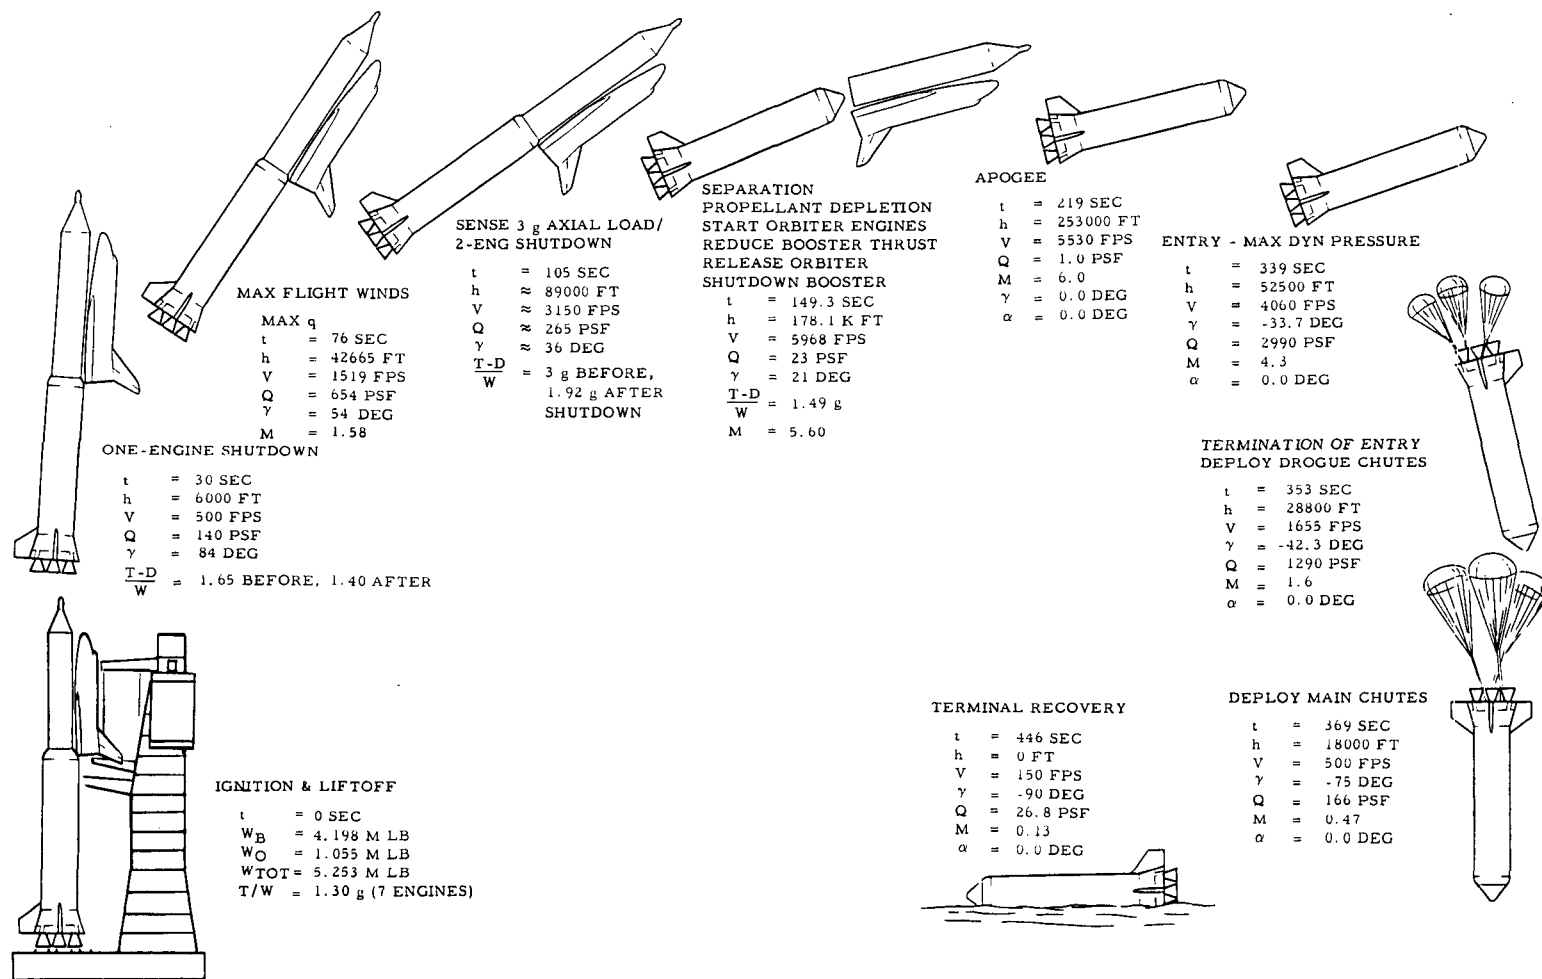 IGNITION & LIFTOFF
t = 0 SEC
WB = 4.198 M LB
WO = 1.055 M LB
WTOT = 5.253 M LB
T/W = 1.30 g (7 ENGINES)
ONE-ENGINE SHUTDOWN
t = 30 SEC
h = 6000 FT
V = 500 FPS
Q = 140 PSF
γ = 84 DEG
T-D
W
= 1.65 BEFORE, 1.40 AFTER
MAX FLIGHT WINDS
MAX q
t = 76 SEC
h = 42665 FT
V = 1519 FPS
Q = 654 PSF
γ = 54 DEG
M = 1.58
SENSE 3 g AXIAL LOAD/
2-ENG SHUTDOWN
t = 105 SEC
h ≈ 89000 FT
V ≈ 3150 FPS
Q ≈ 265 PSF
γ ≈ 36 DEG
T-D
W
= 3 g BEFORE,
1.92 g AFTER
SHUTDOWN
SEPARATION
PROPELLANT DEPLETION
START ORBITER ENGINES
REDUCE BOOSTER THRUST
RELEASE ORBITER
SHUTDOWN BOOSTER
t = 149.3 SEC
h = 178.1 K FT
V = 5968 FPS
Q = 23 PSF
γ = 21 DEG
T-D
W
= 1.49 g
M = 5.60
APOGEE
t = 219 SEC
h = 253000 FT
V = 5530 FPS
Q = 1.0 PSF
M = 6.0
γ = 0.0 DEG
α = 0.0 DEG
ENTRY - MAX DYN PRESSURE
t = 339 SEC
h = 52500 FT
V = 4060 FPS
γ = -33.7 DEG
Q = 2990 PSF
M = 4.3
α = 0.0 DEG
TERMINATION OF ENTRY
DEPLOY DROGUE CHUTES
t = 353 SEC
h = 28800 FT
V = 1655 FPS
γ = -42.3 DEG
Q = 1290 PSF
M = 1.6
α = 0.0 DEG
DEPLOY MAIN CHUTES
t = 369 SEC
h = 18000 FT
V = 500 FPS
γ = -75 DEG
Q = 166 PSF
M = 0.47
α = 0.0 DEG
TERMINAL RECOVERY
t = 446 SEC
h = 0 FT
V = 150 FPS
γ = -90 DEG
Q = 26.8 PSF
M = 0.13
α = 0.0 DEG